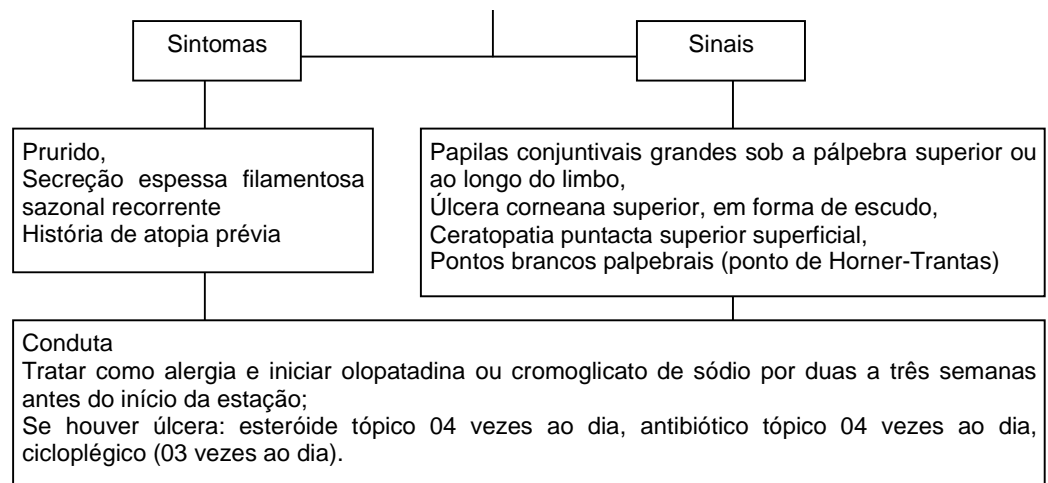 Sintomas
Sinais
Prurido,
Secreção espessa filamentosa
sazonal recorrente
História de atopia prévia
Papilas conjuntivais grandes sob a pálpebra superior ou
ao longo do limbo,
Úlcera corneana superior, em forma de escudo,
Ceratopatia puntacta superior superficial,
Pontos brancos palpebrais (ponto de Horner-Trantas)
Conduta
Tratar como alergia e iniciar olopatadina ou cromoglicato de sódio por duas a três semanas
antes do início da estação;
Se houver úlcera: esteróide tópico 04 vezes ao dia, antibiótico tópico 04 vezes ao dia,
cicloplégico (03 vezes ao dia).